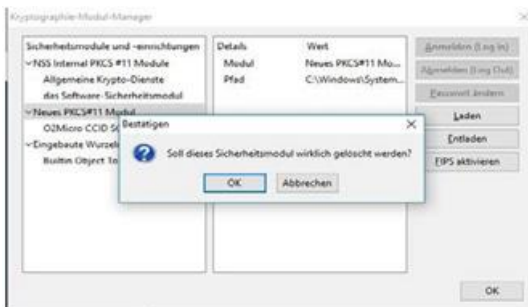 Kryptographie-Modul-Manager
Sicherheitsmodule und -einrichtungen
NSS Internal PKCS #11 Module
Allgemeine Krypto-Dienste
das Software-Sicherheitsmodul
Neues PKCS#11 Modul
O2Micro CCID
Eingebaute
Builtin Object
Details
Wert
Modul
Neues PKCS#11 Mo...
Pfad
C:\Windows\System...
Anmelden (Log In)
Abmelden (Log Out)
Passwort ändern
Laden
Entladen
FIPS aktivieren
Bestätigen
Soll dieses Sicherheitsmodul wirklich gelöscht werden?
OK
Abbrechen
OK